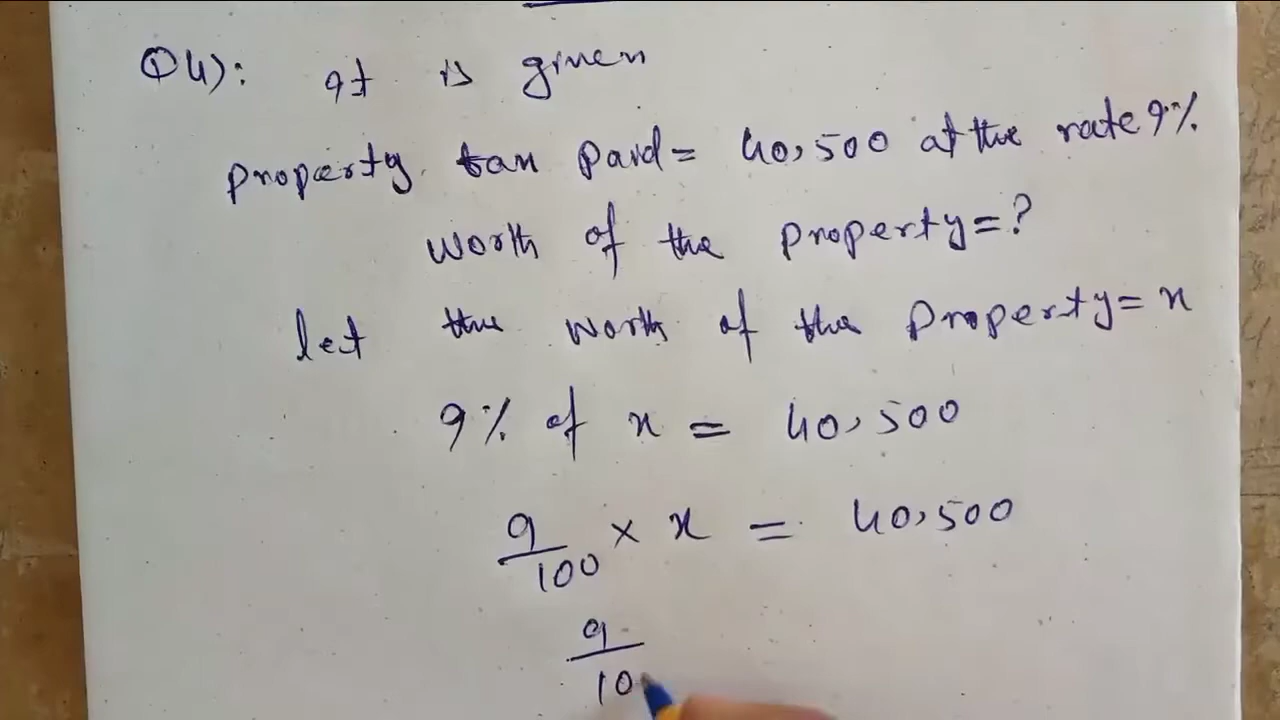 Q4): It is given
property tax paid = 40,500 at the rate 9%
worth of the property = ?
let the worth of the property = x
9% of x = 40,500
9/100 × x = 40,500
9/10